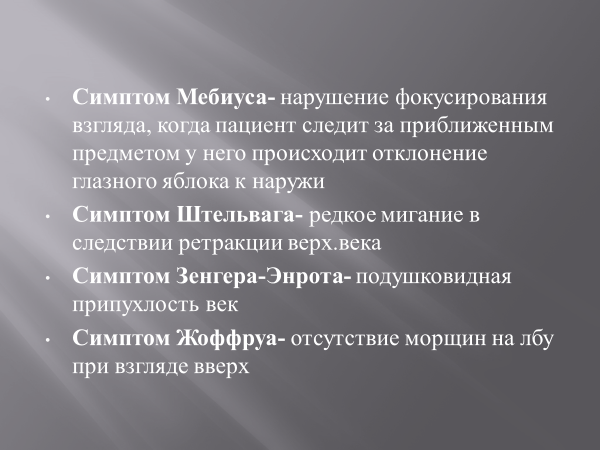 • Симптом Мебиуса- нарушение фокусирования
взгляда, когда пациент следит за приближенным
предметом у него происходит отклонение
глазного яблока к наружи
• Симптом Штельвага- редкое мигание в
следствии ретракции верх.века
• Симптом Зенгера-Энрота- подушковидная
припухлость век
• Симптом Жоффруа- отсутствие морщин на лбу
при взгляде вверх